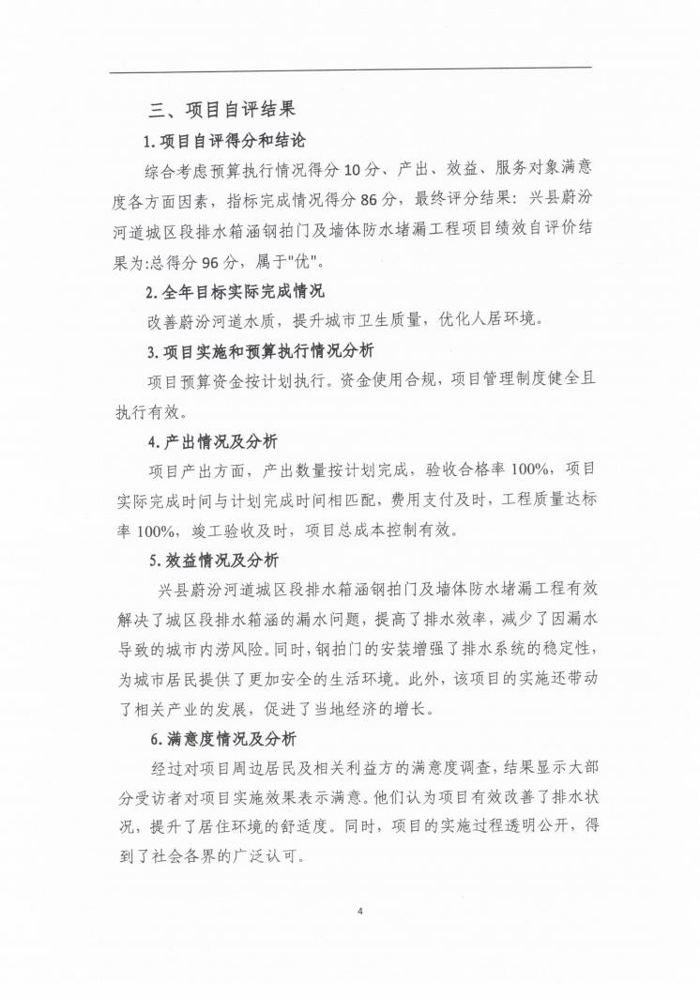 三、项目自评结果
1.项目自评得分和结论
综合考虑预算执行情况得分 10 分、产出、效益、服务对象满意
度各方面因素，指标完成情况得分 86 分，最终评分结果：兴县蔚汾
河道城区段排水箱涵钢拍门及墙体防水堵漏工程项目绩效自评价结
果为:总得分 96 分，属于"优"。
2.全年目标实际完成情况
改善蔚汾河道水质，提升城市卫生质量，优化人居环境。
3.项目实施和预算执行情况分析
项目预算资金按计划执行。资金使用合规，项目管理制度健全且
执行有效。
4.产出情况及分析
项目产出方面，产出数量按计划完成，验收合格率 100%，项目
实际完成时间与计划完成时间相匹配，费用支付及时，工程质量达标
率 100%，竣工验收及时，项目总成本控制有效。
5.效益情况及分析
兴县蔚汾河道城区段排水箱涵钢拍门及墙体防水堵漏工程有效
解决了城区段排水箱涵的漏水问题，提高了排水效率，减少了因漏水
导致的城市内涝风险。同时，钢拍门的安装增强了排水系统的稳定性，
为城市居民提供了更加安全的生活环境。此外，该项目的实施还带动
了相关产业的发展，促进了当地经济的增长。
6.满意度情况及分析
经过对项目周边居民及相关利益方的满意度调查，结果显示大部
分受访者对项目实施效果表示满意。他们认为项目有效改善了排水状
况，提升了居住环境的舒适度。同时，项目的实施过程透明公开，得
到了社会各界的广泛认可。
4